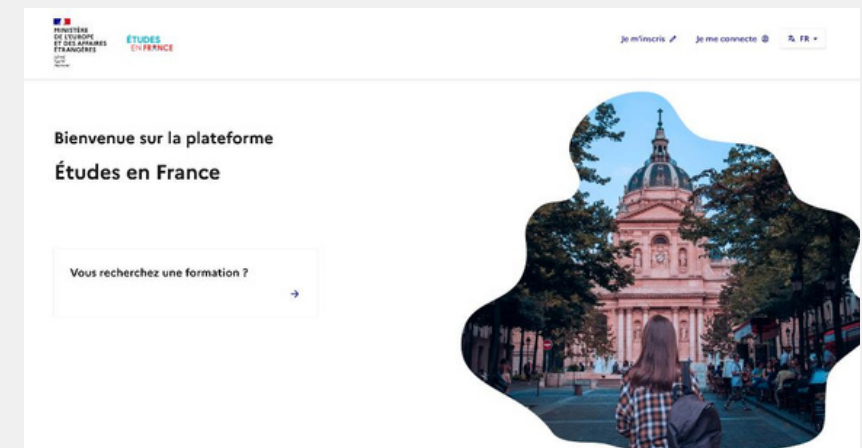 MINISTÈRE
DE L'EUROPE
ET DES AFFAIRES
ÉTRANGÈRES
ÉTUDES
EN FRANCE
Je m'inscris
Je me connecte
FR
Bienvenue sur la plateforme
Études en France
Vous recherchez une formation ?